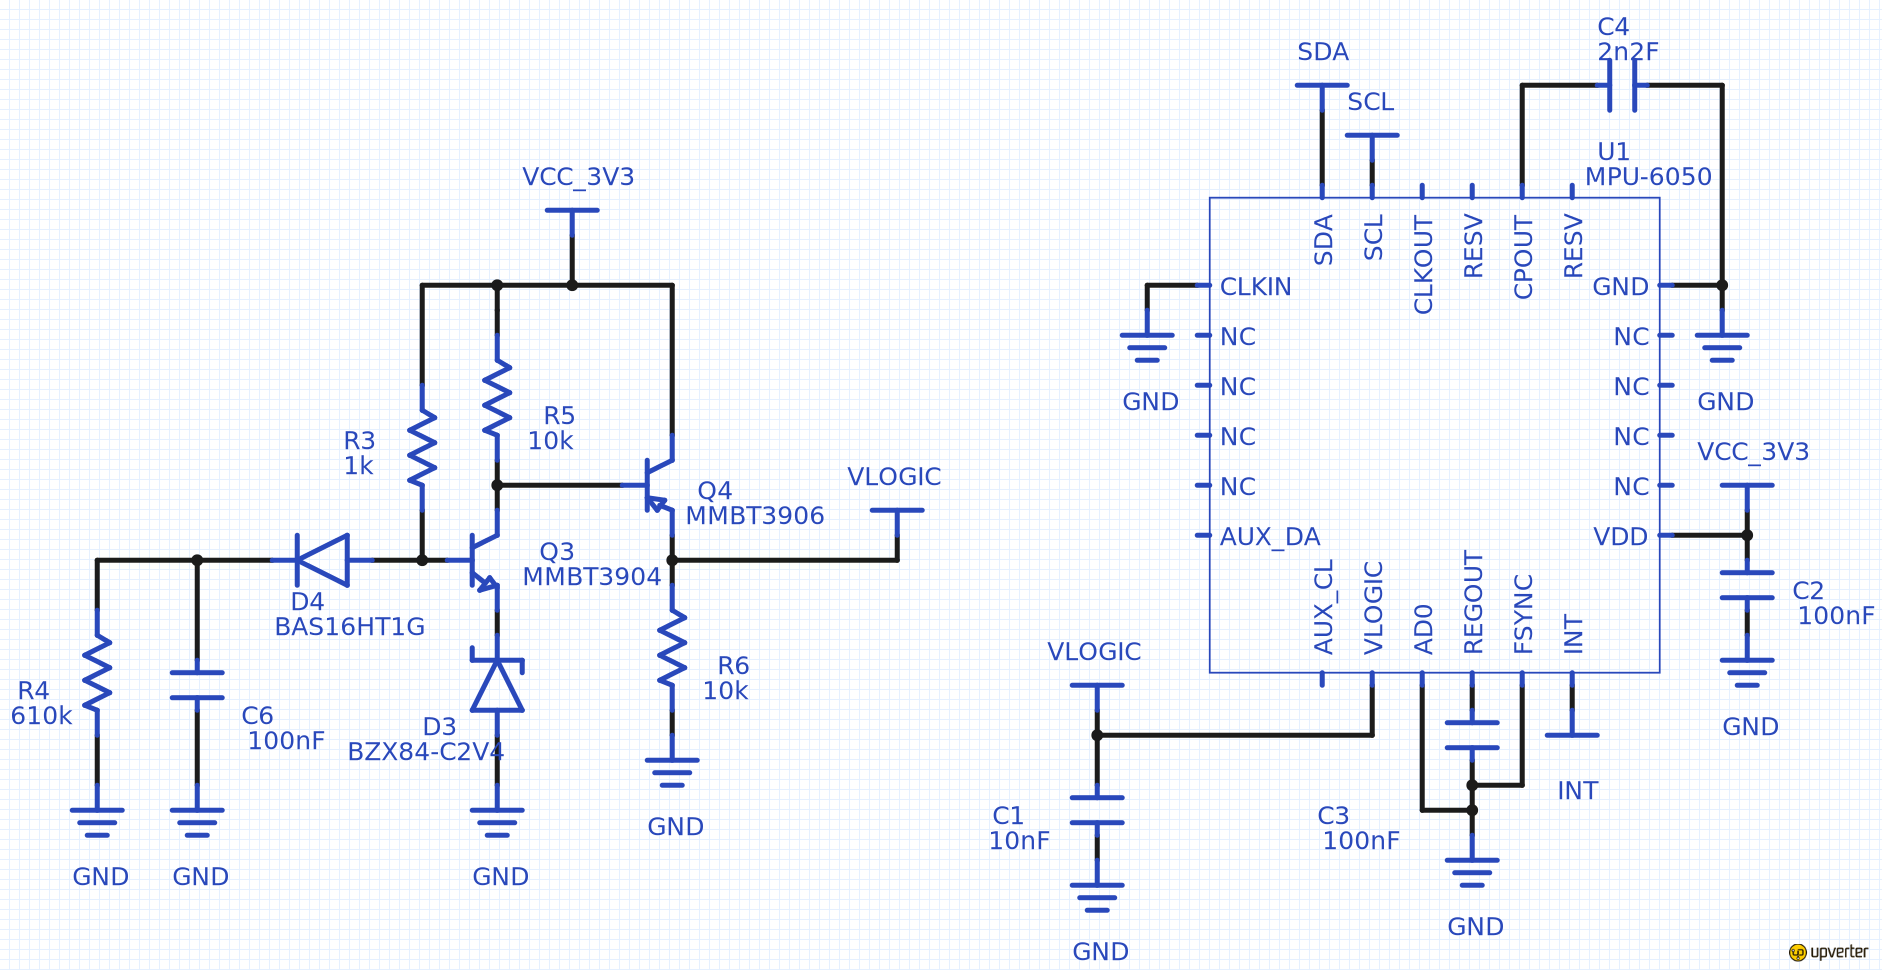 C4
2n2F
SDA
SCL
U1
MPU-6050
VCC_3V3
SDA
SCL
CLKOUT
RESV
CPOUT
RESV
CLKIN
GND
NC
NC
GND
GND
NC
NC
R5
10k
R3
1k
NC
NC
VCC_3V3
VLOGIC
NC
NC
Q4
MMBT3906
AUX_DA
VDD
Q3
MMBT3904
D4
BAS16HT1G
AUX_CL
VLOGIC
AD0
REGOUT
FSYNC
INT
C2
100nF
VLOGIC
R6
10k
R4
610k
C6
100nF
D3
BZX84-C2V4
GND
INT
C1
10nF
C3
100nF
GND
GND
GND
GND
GND
GND
upverter